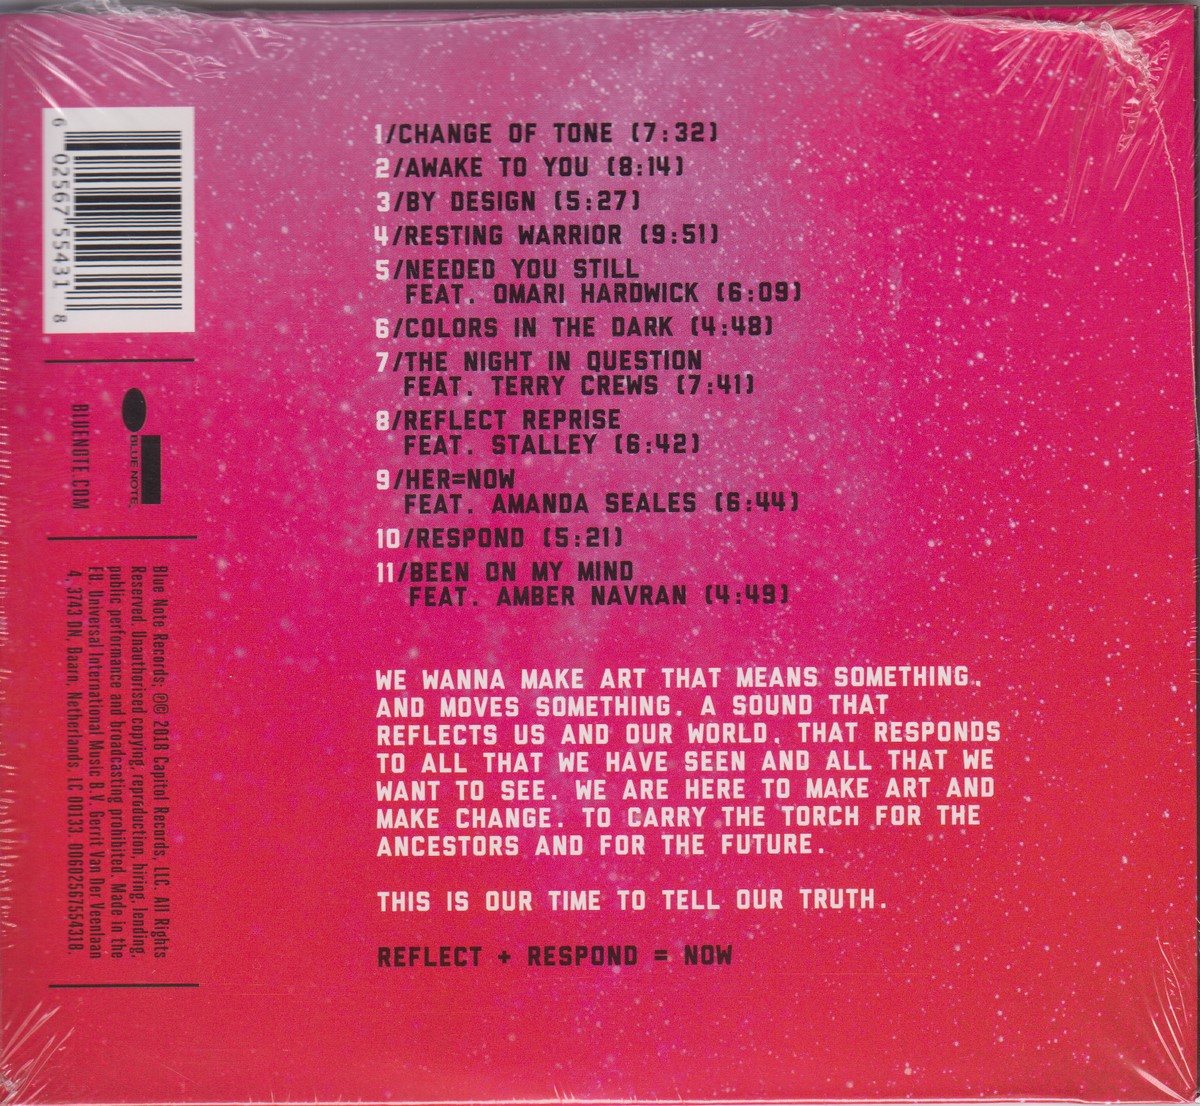 1/CHANGE OF TONE (7:32)
2/AWAKE TO YOU (8:14)
3/BY DESIGN (5:27)
4/RESTING WARRIOR (9:51)
5/NEEDED YOU STILL
FEAT. OMARI HARDWICK (6:09)
6/COLORS IN THE DARK (4:48)
7/THE NIGHT IN QUESTION
FEAT. TERRY CREWS (7:41)
8/REFLECT REPRISE
FEAT. STALLEY (6:42)
9/HER=NOW
FEAT. AMANDA SEALES (6:44)
10/RESPOND (5:21)
11/BEEN ON MY MIND
FEAT. AMBER NAVRAN (4:49)
WE WANNA MAKE ART THAT MEANS SOMETHING.
AND MOVES SOMETHING. A SOUND THAT
REFLECTS US AND OUR WORLD. THAT RESPONDS
TO ALL THAT WE HAVE SEEN AND ALL THAT WE
WANT TO SEE. WE ARE HERE TO MAKE ART AND
MAKE CHANGE. TO CARRY THE TORCH FOR THE
ANCESTORS AND FOR THE FUTURE.
THIS IS OUR TIME TO TELL OUR TRUTH.
REFLECT + RESPOND = NOW
6 02567 55431 8
BLUE NOTE
BLUENOTE.COM
Blue Note Records; ℗© 2018 Capitol Records, LLC. All Rights
Reserved. Unauthorised copying, reproduction, hiring, lending,
public performance and broadcasting prohibited. Made in the
EU. Universal International Music B.V. Gerrit Van Der Veenlaan
4, 3743 DN, Baarn, Netherlands. LC 00133. 00602567554318.